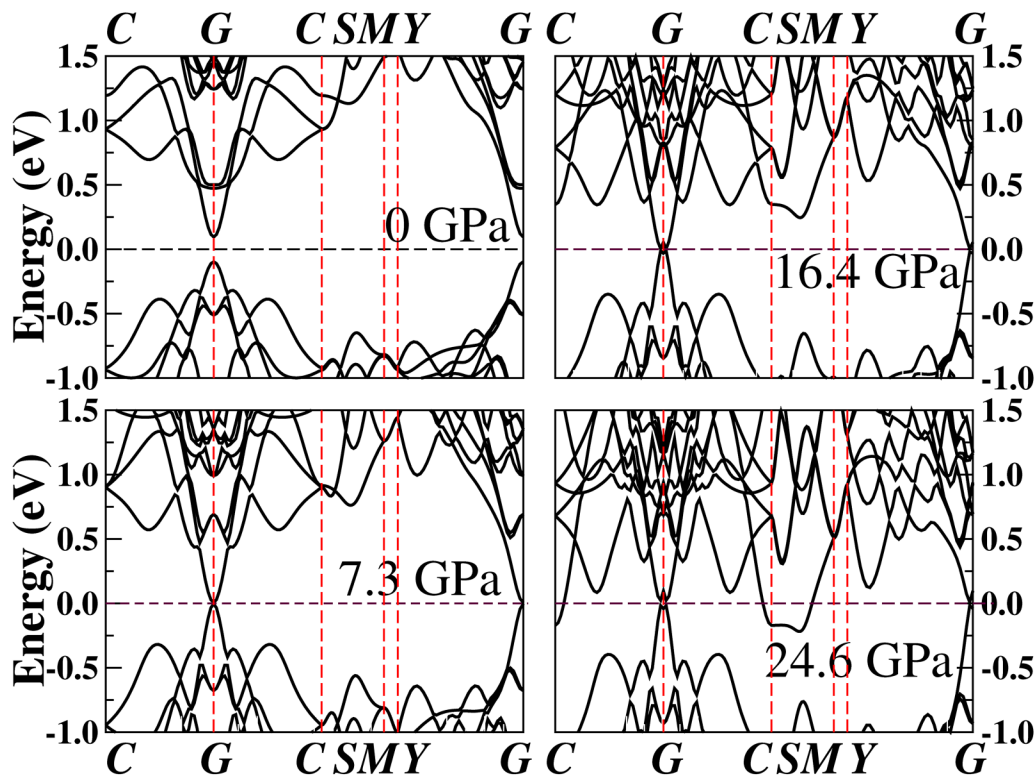 C G C S M Y G C G C S M Y G
1.5 1.5
1.0 1.0
0.5 0.5
0 GPa
0.0 0.0
16.4 GPa
-0.5 -0.5
-1.0 -1.0
Energy (eV)
1.5 1.5
1.0 1.0
0.5 0.5
7.3 GPa
0.0 0.0
-0.5 -0.5
24.6 GPa
-1.0 -1.0
Energy (eV)
C G C S M Y G C G C S M Y G